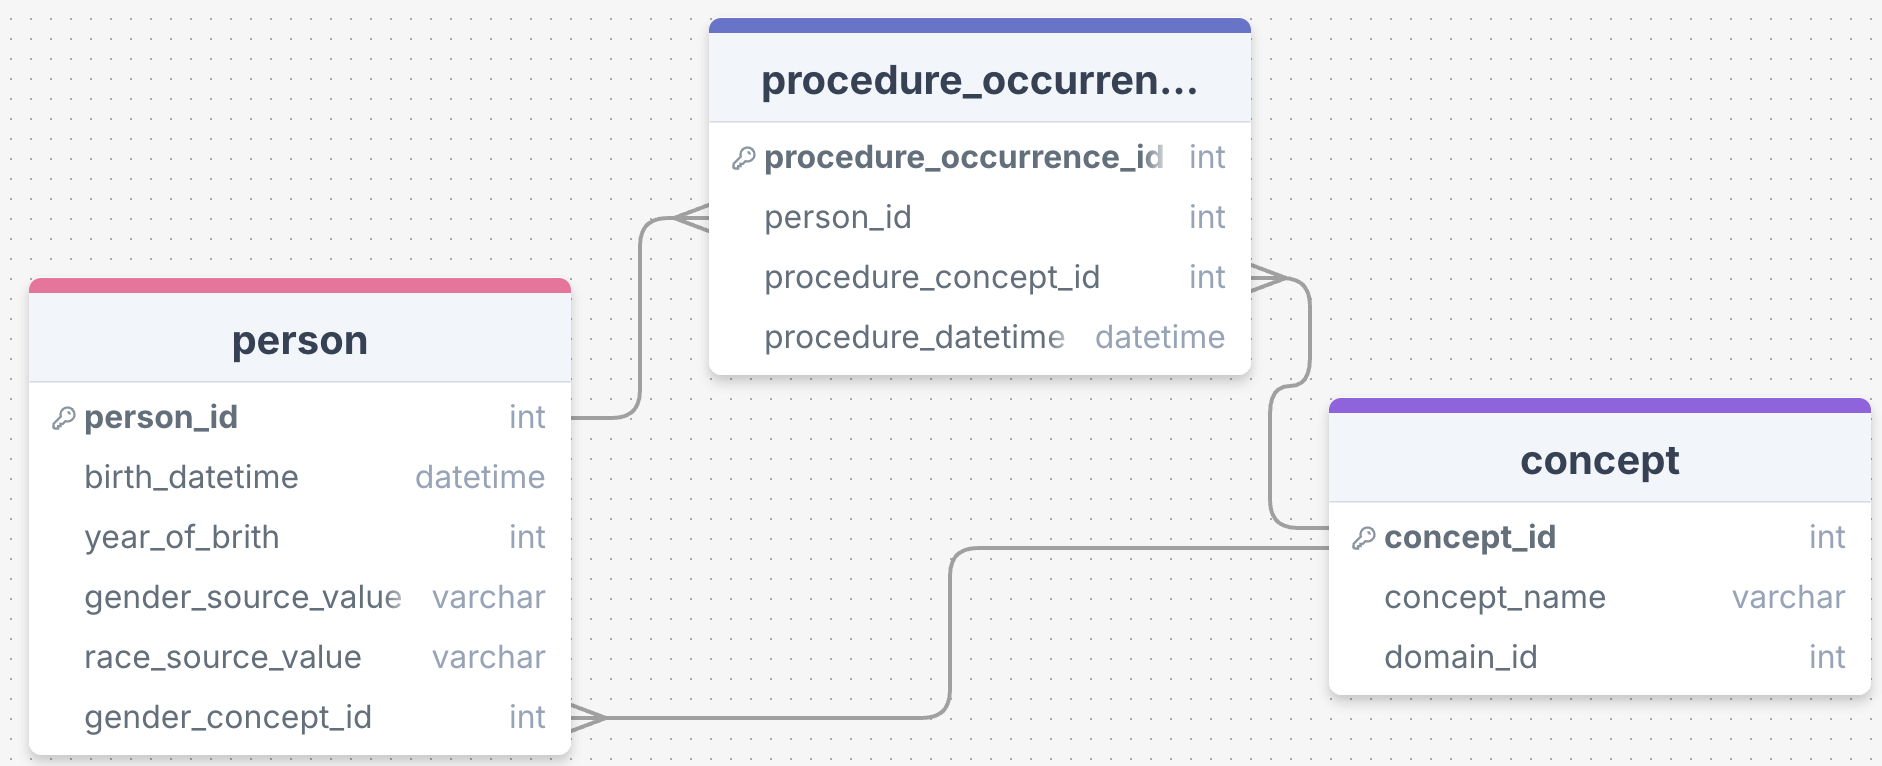 procedure_occurren...
procedure_occurrence_id int
person_id int
procedure_concept_id int
procedure_datetime datetime
person
person_id int
birth_datetime datetime
year_of_brith int
gender_source_value varchar
race_source_value varchar
gender_concept_id int
concept
concept_id int
concept_name varchar
domain_id int